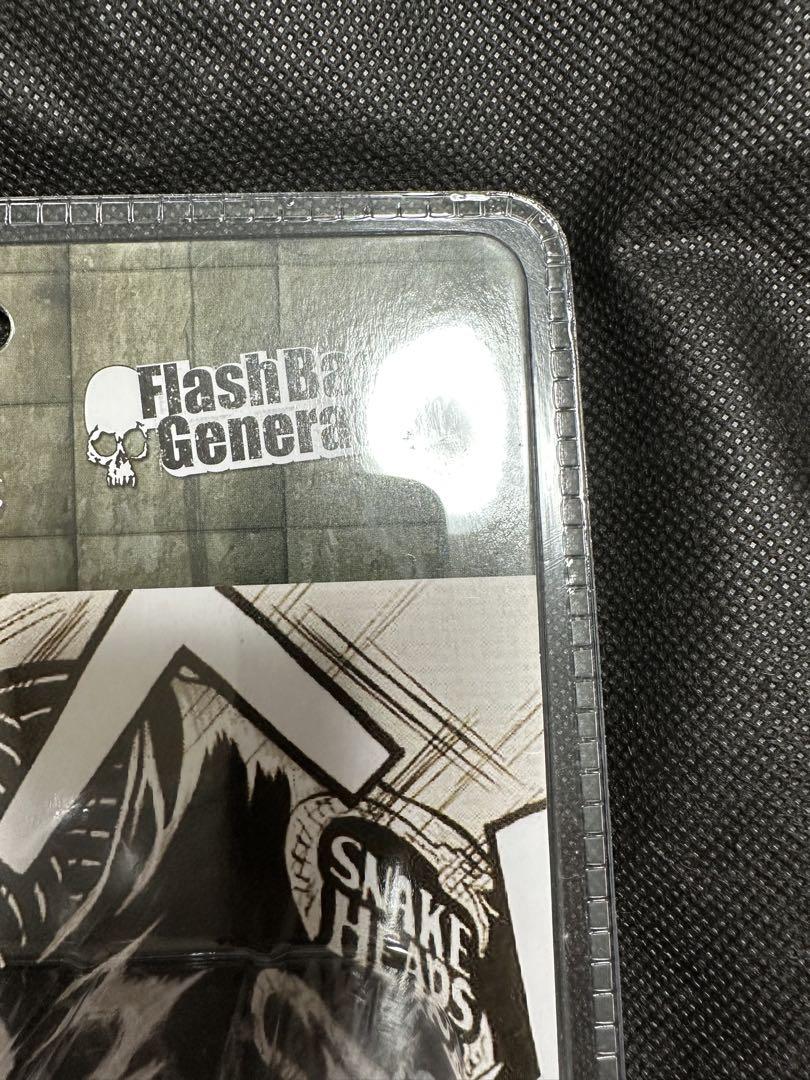 FlashBa
Genera
SNAKE
HEADS